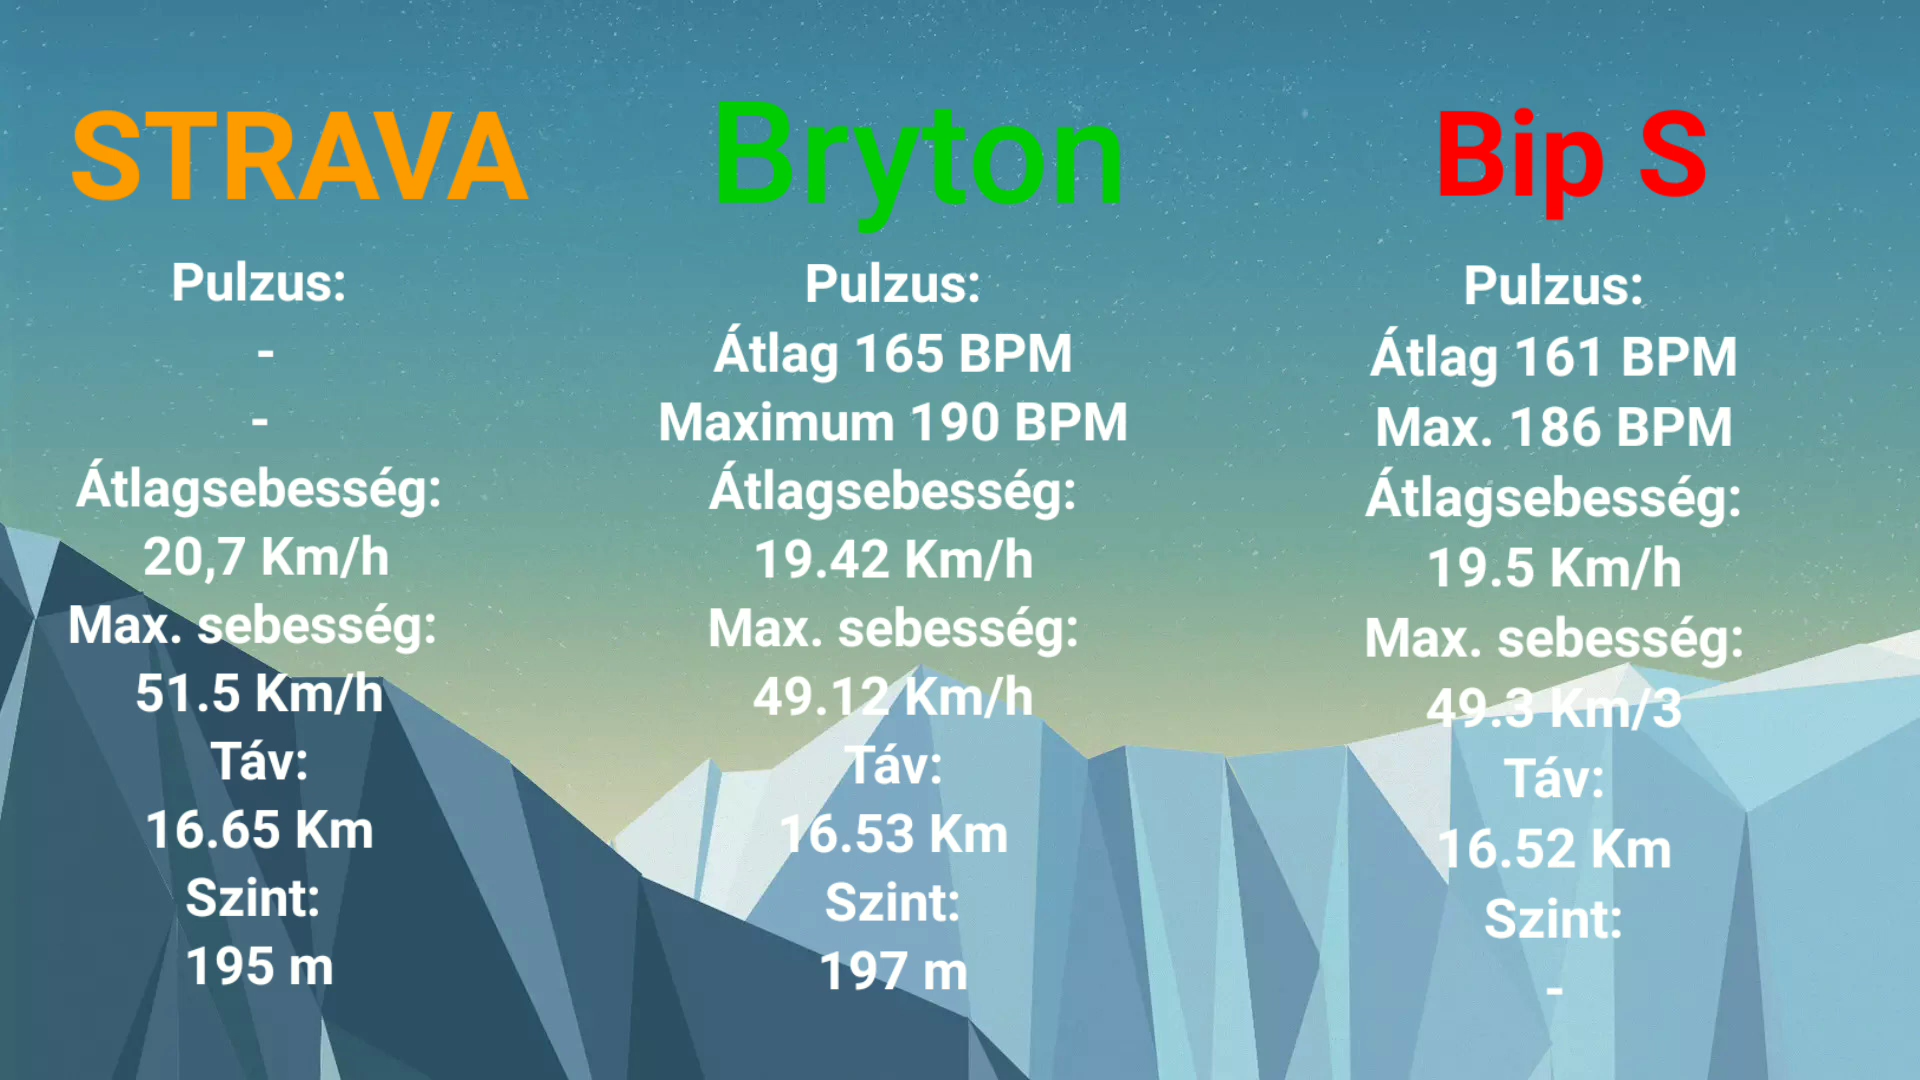 STRAVA
Pulzus:
-
-
Átlagsebesség:
20,7 Km/h
Max. sebesség:
51.5 Km/h
Táv:
16.65 Km
Szint:
195 m
Bryton
Pulzus:
Átlag 165 BPM
Maximum 190 BPM
Átlagsebesség:
19.42 Km/h
Max. sebesség:
49.12 Km/h
Táv:
16.53 Km
Szint:
197 m
Bip S
Pulzus:
Átlag 161 BPM
Max. 186 BPM
Átlagsebesség:
19.5 Km/h
Max. sebesség:
49.3 Km/3
Táv:
16.52 Km
Szint:
-